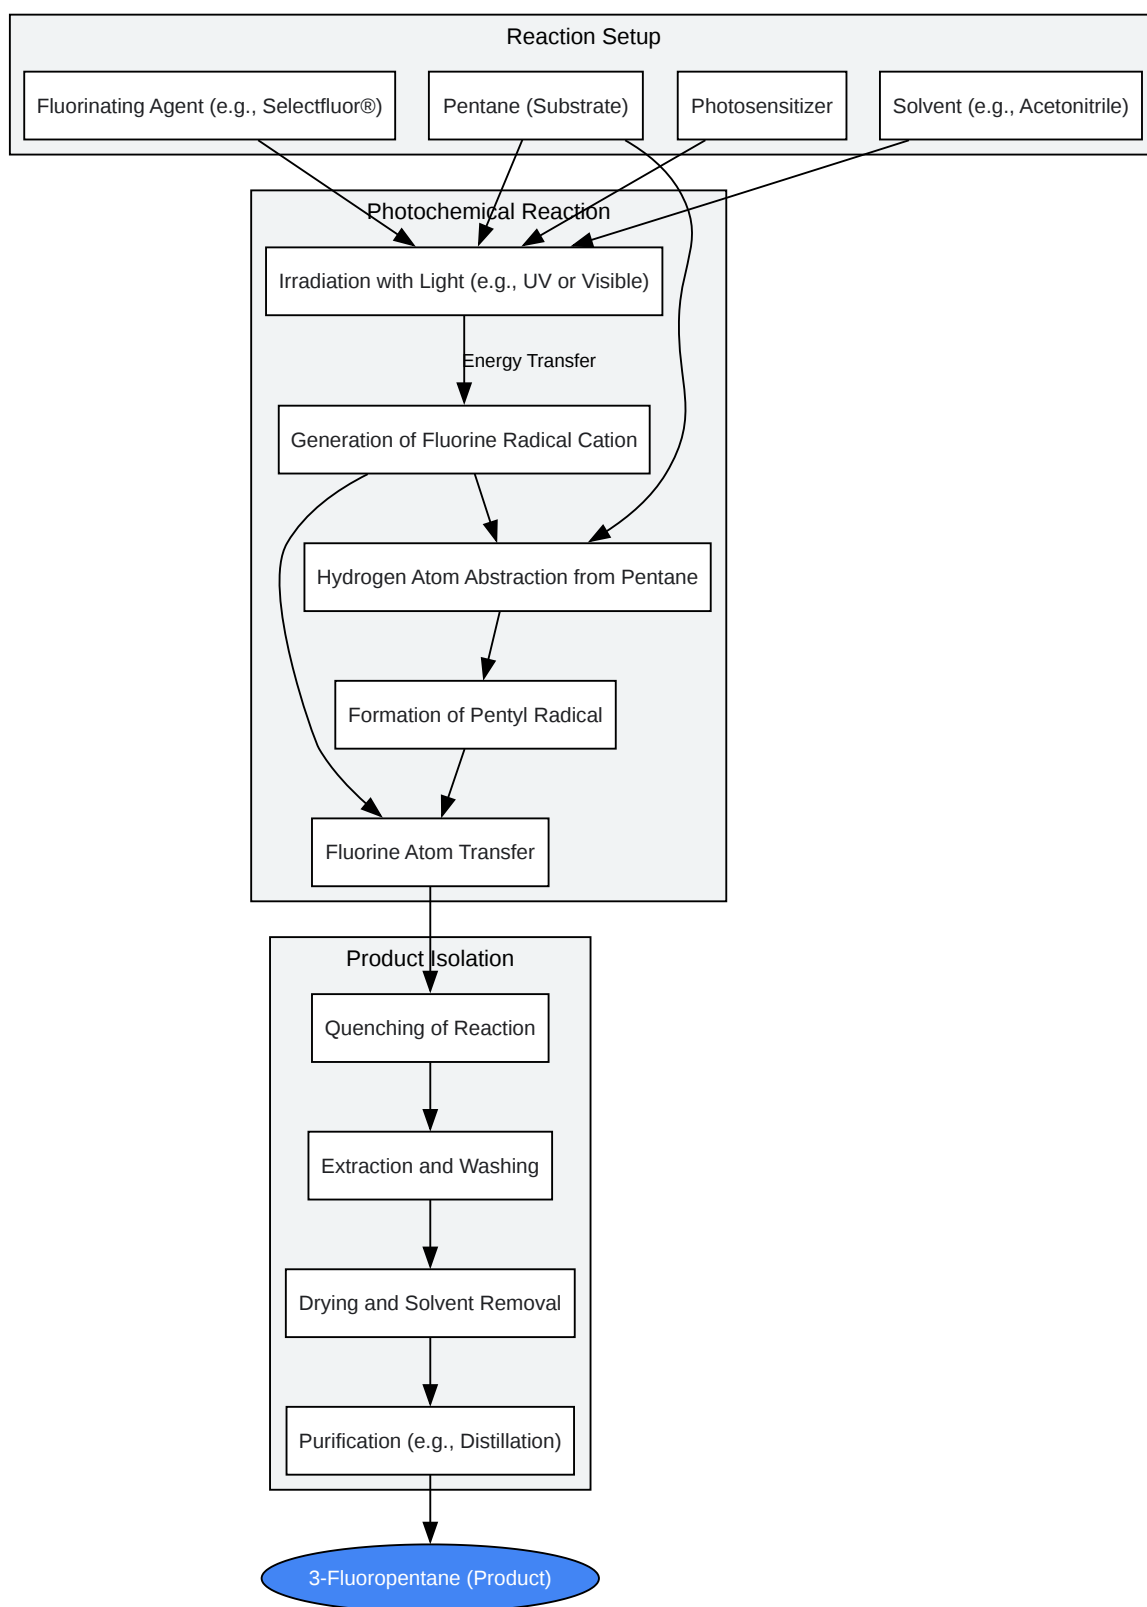 Reaction Setup
Fluorinating Agent (e.g., Selectfluor®)
Pentane (Substrate)
Photosensitizer
Solvent (e.g., Acetonitrile)
Photochemical Reaction
Irradiation with Light (e.g., UV or Visible)
Energy Transfer
Generation of Fluorine Radical Cation
Hydrogen Atom Abstraction from Pentane
Formation of Pentyl Radical
Fluorine Atom Transfer
Product Isolation
Quenching of Reaction
Extraction and Washing
Drying and Solvent Removal
Purification (e.g., Distillation)
3-Fluoropentane (Product)